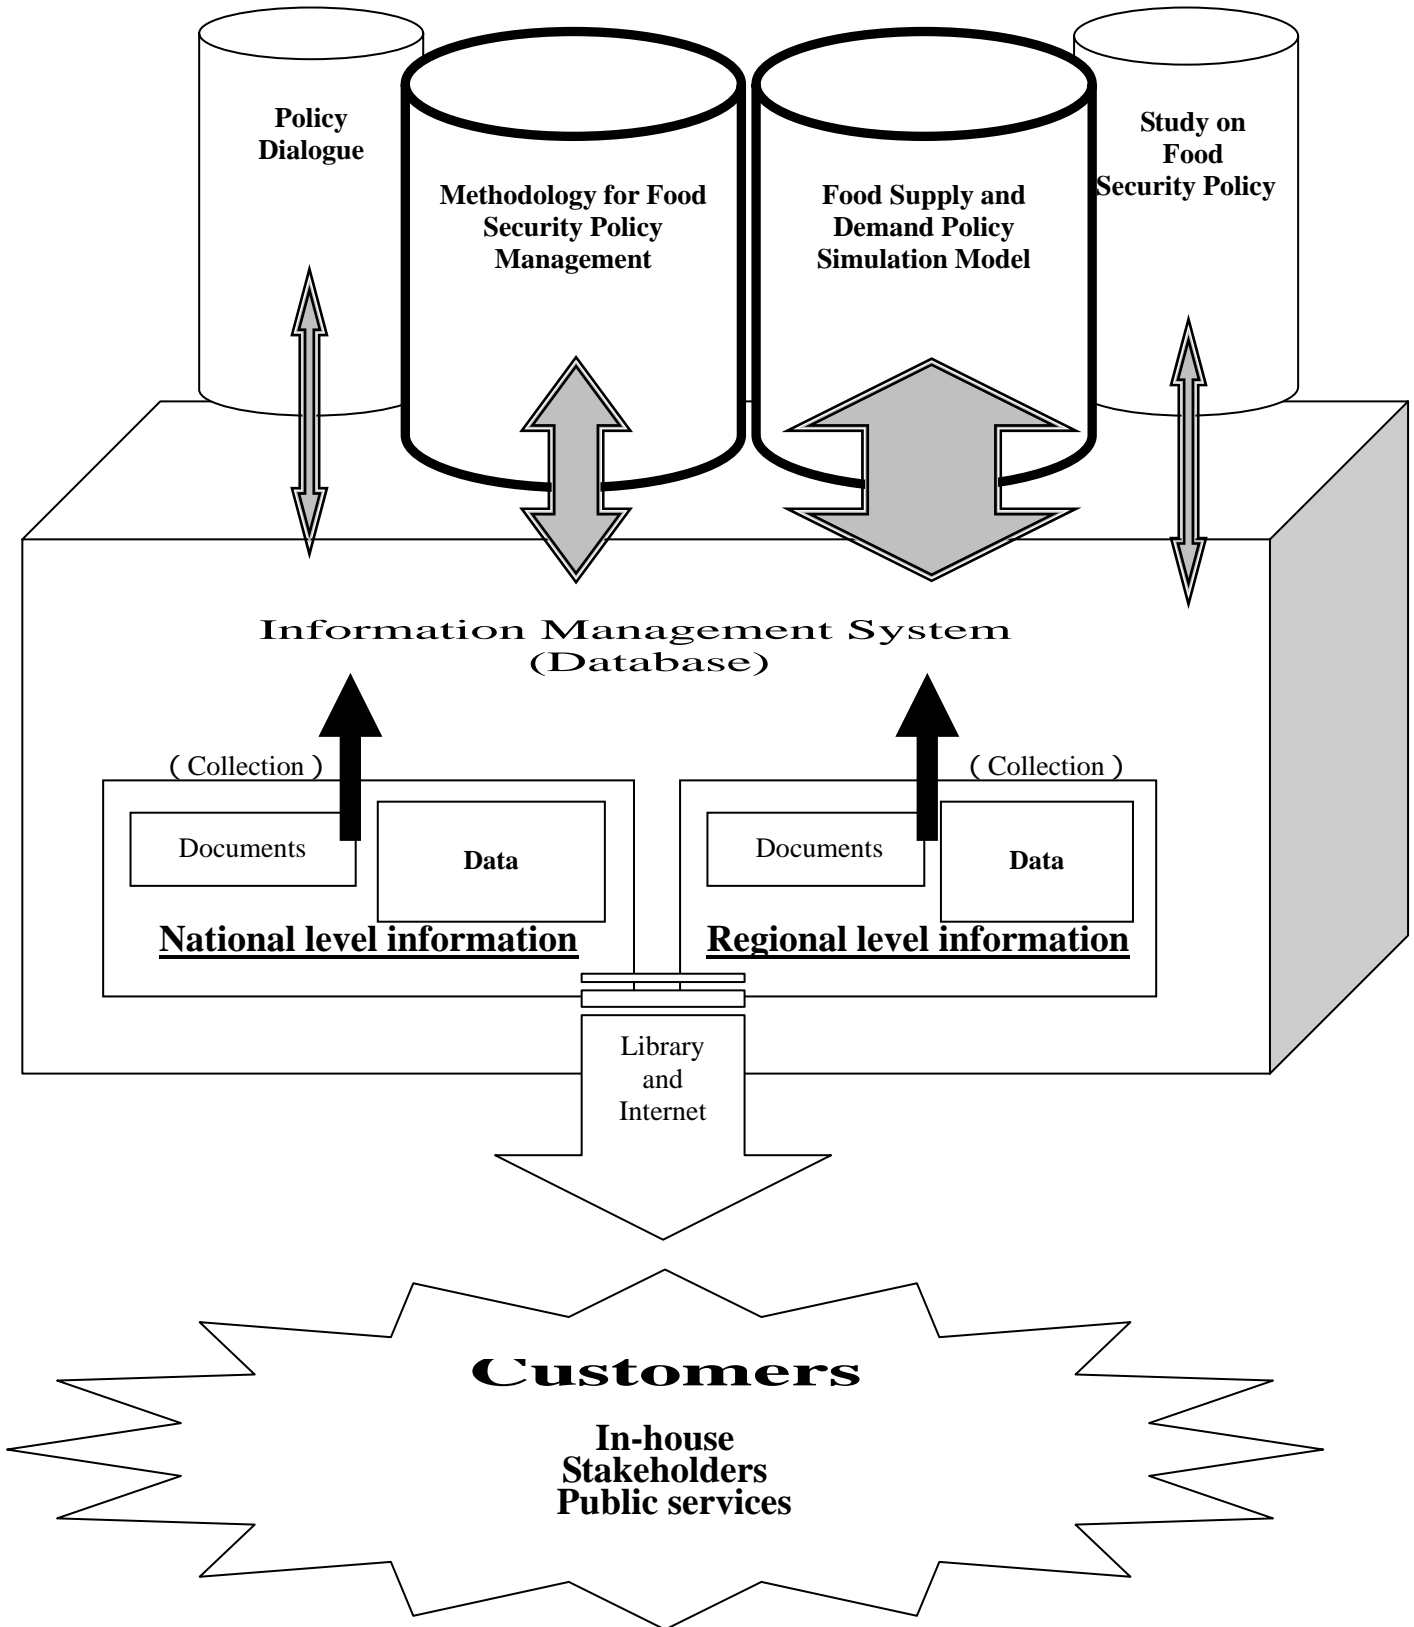 Policy
Dialogue
Methodology for Food
Security Policy
Management
Food Supply and
Demand Policy
Simulation Model
Study on
Food
Security Policy
Information Management System
(Database)
( Collection )
( Collection )
Documents
Data
Documents
Data
National level information
Regional level information
Library
and
Internet
Customers
In-house
Stakeholders
Public services